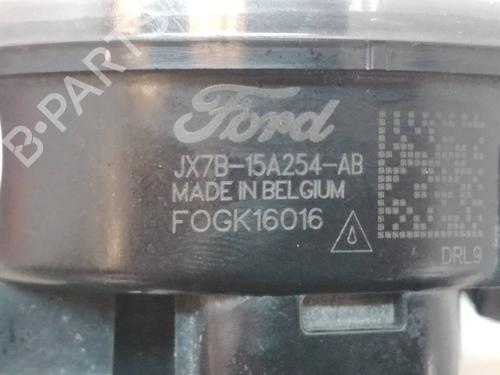 B-PARTS
Ford
JX7B-15A254-AB
MADE IN BELGIUM
FOGK16016
DRL9